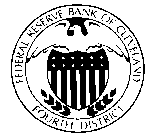 FEDERAL RESERVE BANK OF CLEVELAND
FOURTH DISTRICT